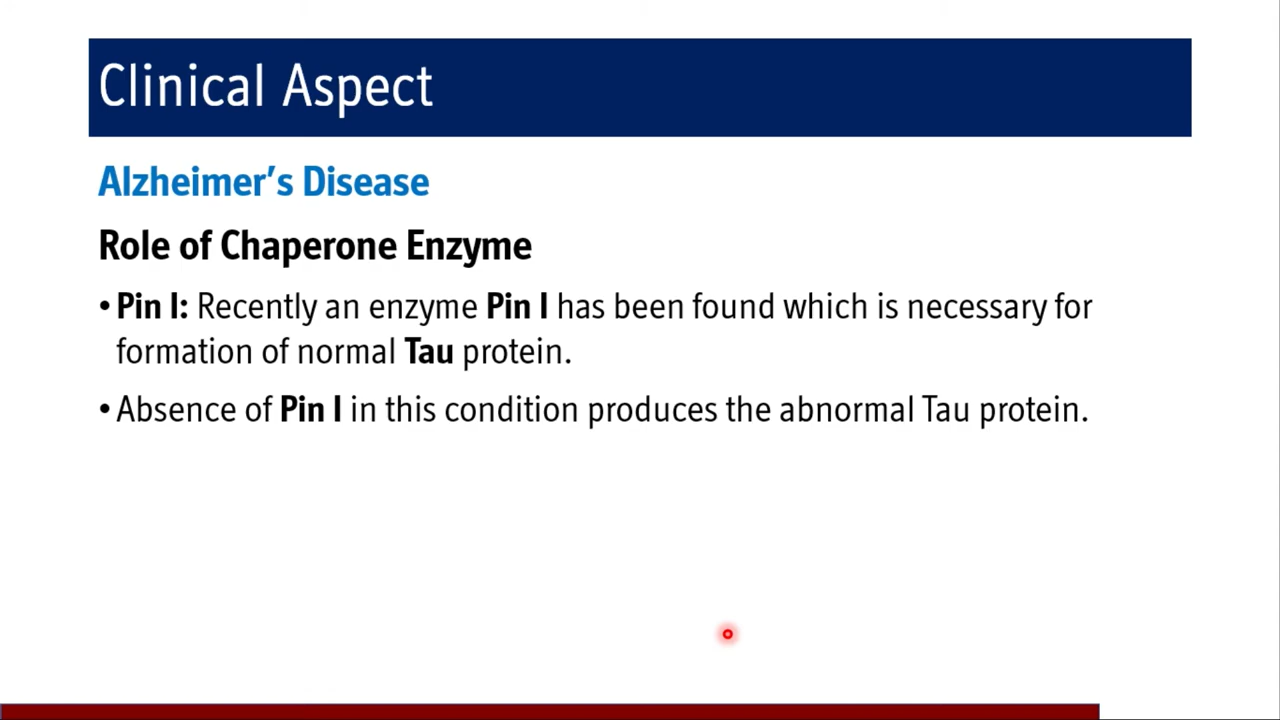 Clinical Aspect
Alzheimer’s Disease
Role of Chaperone Enzyme
• Pin I: Recently an enzyme Pin I has been found which is necessary for
formation of normal Tau protein.
• Absence of Pin I in this condition produces the abnormal Tau protein.